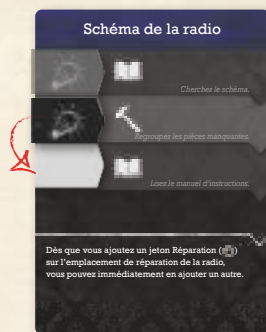 Schéma de la radio
Cherchez le schéma.
Regroupez les pièces manquantes.
Lisez le manuel d'instructions.
Dès que vous ajoutez un jeton Réparation ( )
sur l'emplacement de réparation de la radio,
vous pouvez immédiatement en ajouter un autre.